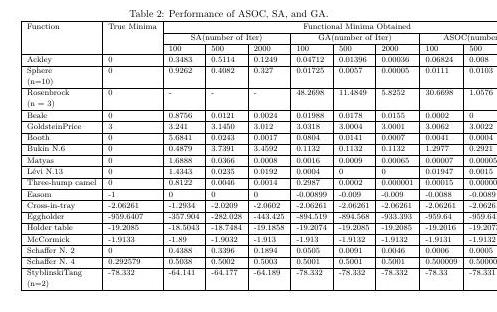 Table 2: Performance of ASOC, SA, and GA.
Function True Minima Functional Minima Obtained
SA(number of Iter) GA(number of Iter)
100 500 2000 100 500 2000 100 500
Ackley 0 0.3483 0.5114 0.1249 0.04712 0.01396 0.00036 0.06824 0.008
Sphere 0 0.9262 0.4082 0.327 0.01725 0.0057 0.00005 0.0111 0.0103
(n=10)
Rosenbrock 0 - - - 48.2698 11.4849 5.8252 30.6698 1.0576
(n = 3)
Beale 0 0.8756 0.0121 0.0024 0.01988 0.0178 0.0155 0.0002 0
GoldsteinPrice 3 3.241 3.1450 3.012 3.0318 3.0004 3.0001 3.0062 3.0022
Booth 0 5.6841 0.0243 0.0017 0.0804 0.0141 0.0007 0.0041 0.0004
Bukin N.6 0 0.4879 3.7391 3.4592 0.1132 0.1132 0.1132 1.2977 0.2921
Matyas 0 1.6888 0.0366 0.0008 0.0016 0.0009 0.00065 0.00007 0.00005
Lévi N.13 0 1.4343 0.0235 0.0192 0.0004 0 0 0.01947 0.0015
Three-hump camel 0 0.8122 0.0046 0.0014 0.2987 0.0002 0.000001 0.00015
Easom -1 0 0 0 -0.00899 -0.009 -0.009 -0.0088 -0.0089
Cross-in-tray -2.06261 -1.2934 -2.0209 -2.0602 -2.06261 -2.06261 -2.06261 -2.06261
Eggholder -959.6407 -357.904 -282.028 -443.425 -894.519 -894.568 -933.393 -959.64
Holder table -19.2085 -18.5043 -18.7484 -19.1858 -19.2074 -19.2085 -19.2085 -19.2016
McCormick -1.9133 -1.89 -1.9032 -1.913 -1.913 -1.9132 -1.9132 -1.9131 -1.9132
Schaffer N. 2 0 0.4388 0.3396 0.1894 0.0505 0.0091 0.0046 0.0006 0.0005
Schaffer N. 4 0.292579 0.5038 0.5002 0.5003 0.5001 0.5001 0.5001 0.500009
StyblinskiTang -78.332 -64.141 -64.177 -64.189 -78.332 -78.332 -78.332 -78.33 -78.331
(n=2)